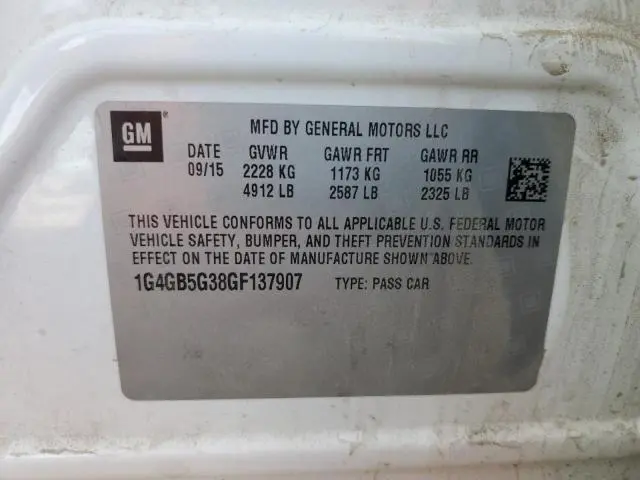 GM
MFD BY GENERAL MOTORS LLC
DATE GVWR GAWR FRT GAWR RR
09/15 2228 KG 1173 KG 1055 KG
4912 LB 2587 LB 2325 LB
THIS VEHICLE CONFORMS TO ALL APPLICABLE U.S. FEDERAL MOTOR
VEHICLE SAFETY, BUMPER, AND THEFT PREVENTION STANDARDS IN
EFFECT ON THE DATE OF MANUFACTURE SHOWN ABOVE.
1G4GB5G38GF137907 TYPE: PASS CAR